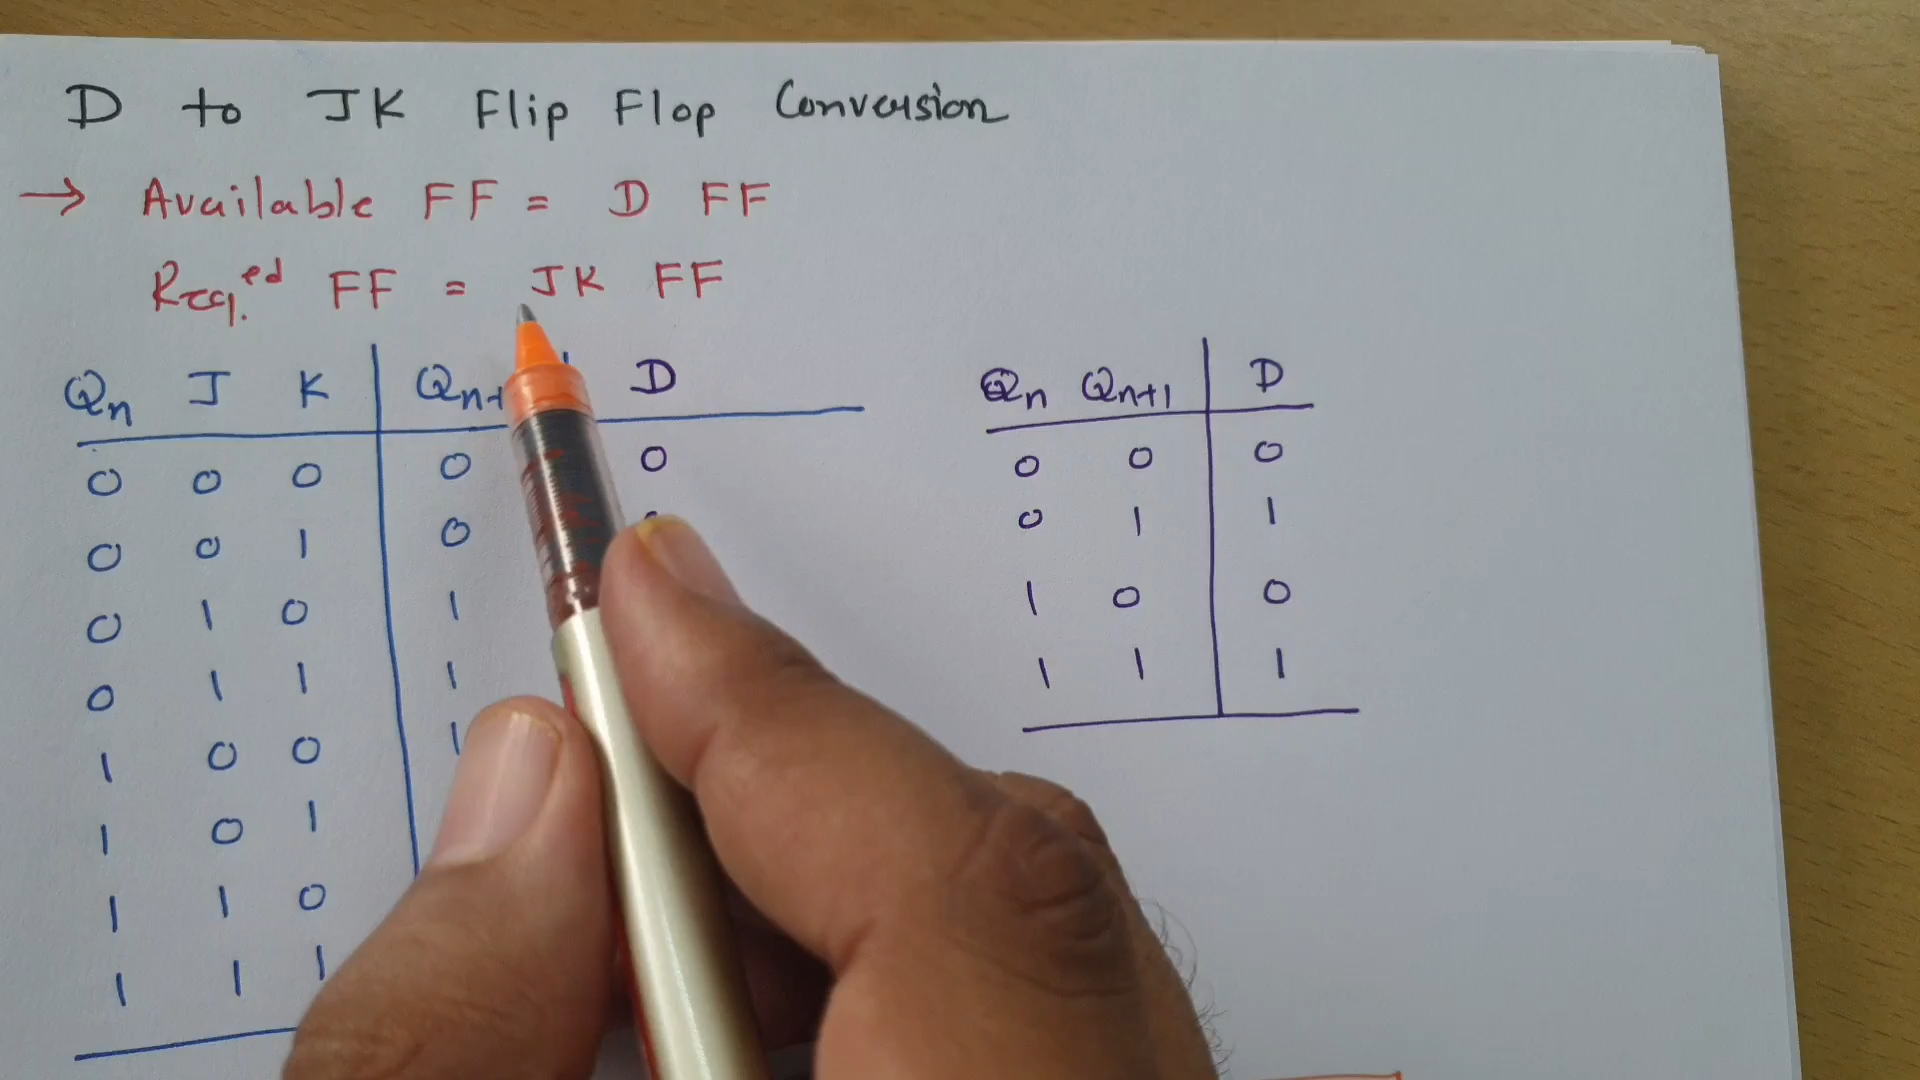 D to JK Flip Flop Conversion
→ Available FF = D FF
Req.ed FF = JK FF
Qn J K Qn+ D
0 0 0 0 0
0 0 1 0
0 1 0 1
0 1 1 1
1 0 0 1
1 0 1
1 1 0
1 1 1
Qn Qn+1 D
0 0 0
0 1 1
1 0 0
1 1 1